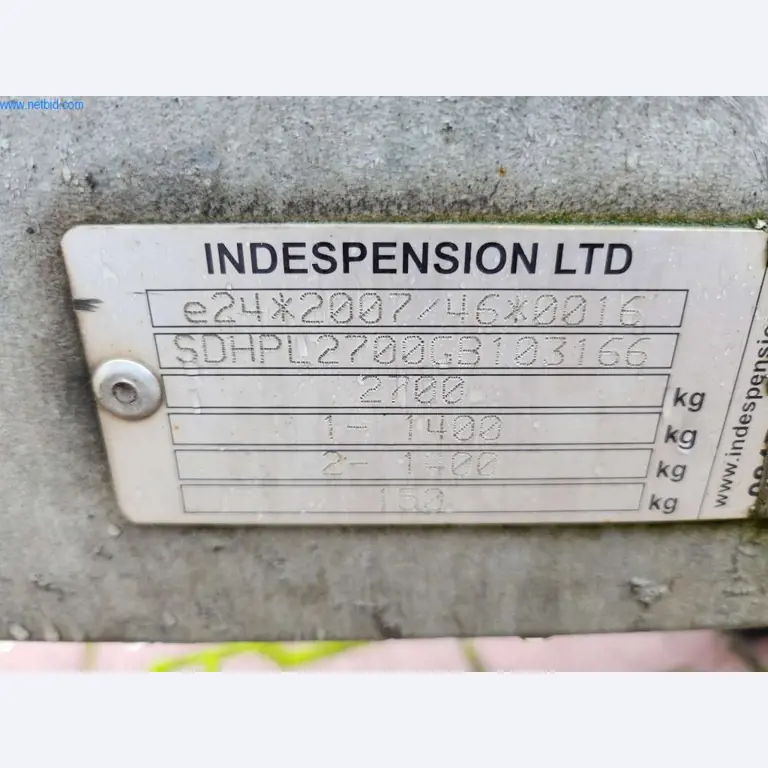 www.netbid.com
INDESPENSION LTD
e24*2007/46*0016
SDHPL2700GB103166
2700 kg
1- 1400 kg
2- 1400 kg
150 kg
www.indespension